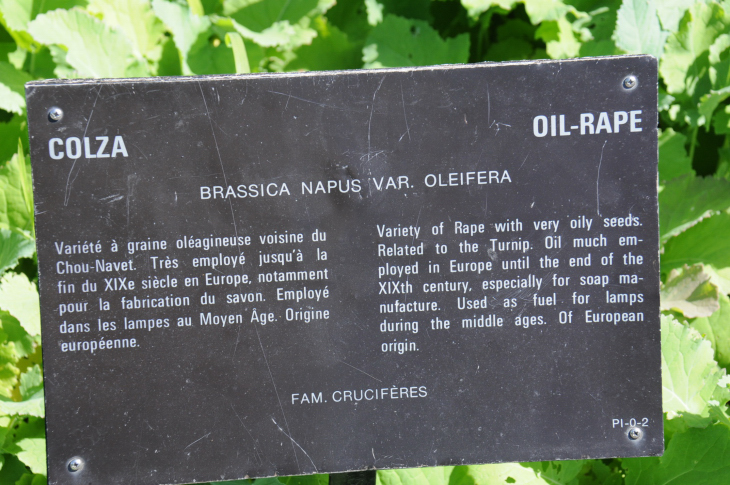 COLZA
OIL-RAPE
BRASSICA NAPUS VAR. OLEIFERA
Variété à graine oléagineuse voisine du
Chou-Navet. Très employé jusqu'à la
fin du XIXe siècle en Europe, notamment
pour la fabrication du savon. Employé
dans les lampes au Moyen Âge. Origine
européenne.
Variety of Rape with very oily seeds.
Related to the Turnip. Oil much em-
ployed in Europe until the end of the
XIXth century, especially for soap ma-
nufacture. Used as fuel for lamps
during the middle ages. Of European
origin.
FAM. CRUCIFÈRES
PI-0-2